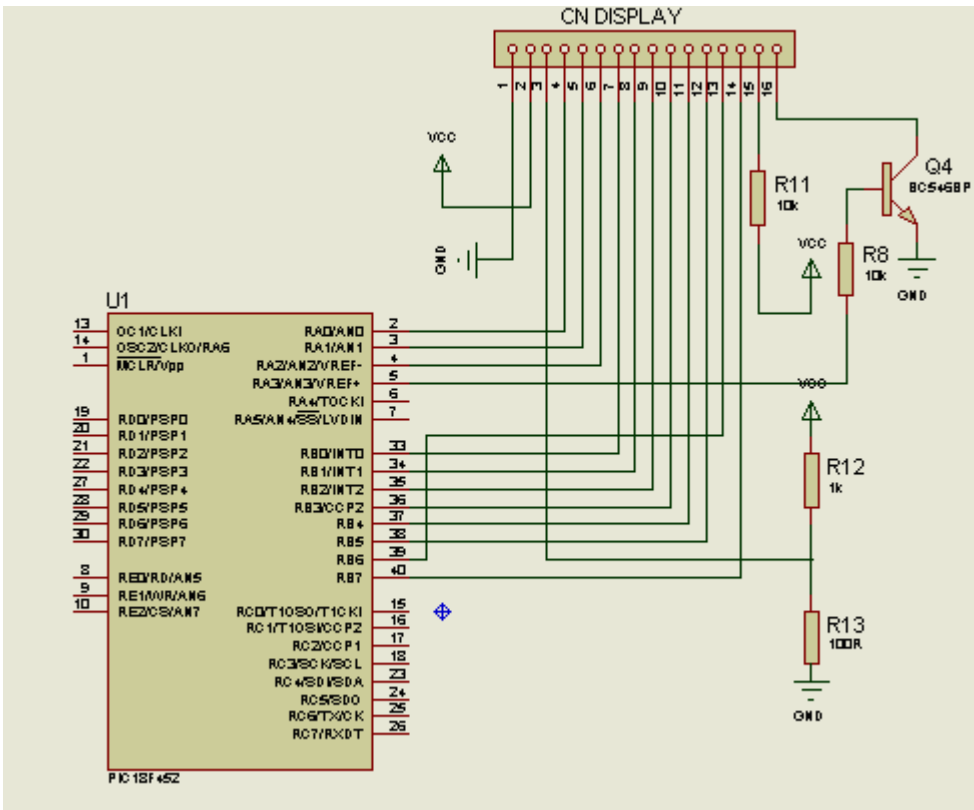 CN DISPLAY
1 2 3 4 5 6 7 8 9 10 11 12 13 14 15 16
VCC
GND
R11
10k
VCC
Q4
BC546BP
R8
10k
GND
U1
13 OC1/CLKI
14 OSC2/CLKO/RA6
1 MCLR/Vpp
19 RD0/PSP0
20 RD1/PSP1
21 RD2/PSP2
22 RD3/PSP3
27 RD4/PSP4
28 RD5/PSP5
29 RD6/PSP6
30 RD7/PSP7
8 RE0/RD/AN5
9 RE1/WR/AN6
10 RE2/CS/AN7
RA0/AN0 2
RA1/AN1 3
RA2/AN2/VREF- 4
RA3/AN3/VREF+ 5
RA4/T0CKI 6
RA5/AN4/SS/LVDIN 7
RB0/INT0 33
RB1/INT1 34
RB2/INT2 35
RB3/CCP2 36
RB4 37
RB5 38
RB6 39
RB7 40
RC0/T1OSO/T1CKI 15
RC1/T1OSI/CCP2 16
RC2/CCP1 17
RC3/SCK/SCL 18
RC4/SDI/SDA 23
RC5/SDO 24
RC6/TX/CK 25
RC7/RXDT 26
PIC18F452
VCC
R12
1k
R13
100R
GND